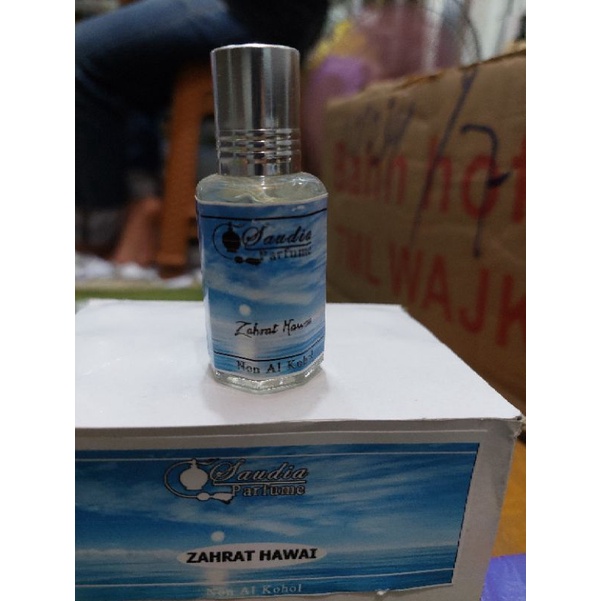 Saudia
Parfume
Zahrat Hawai
Non Al Kohol
Saudia
Parfume
ZAHRAT HAWAI
Non Al Kohol